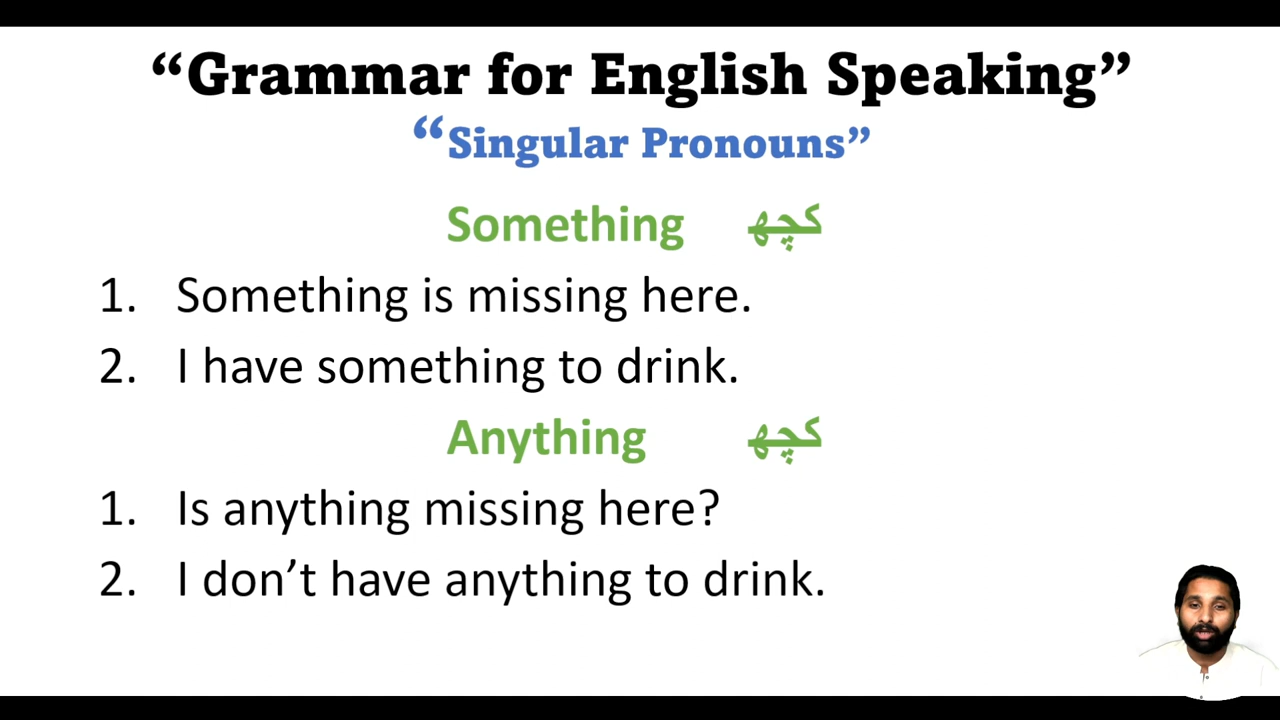 “Grammar for English Speaking”
“Singular Pronouns”
Something کچھ
1. Something is missing here.
2. I have something to drink.
Anything کچھ
1. Is anything missing here?
2. I don’t have anything to drink.